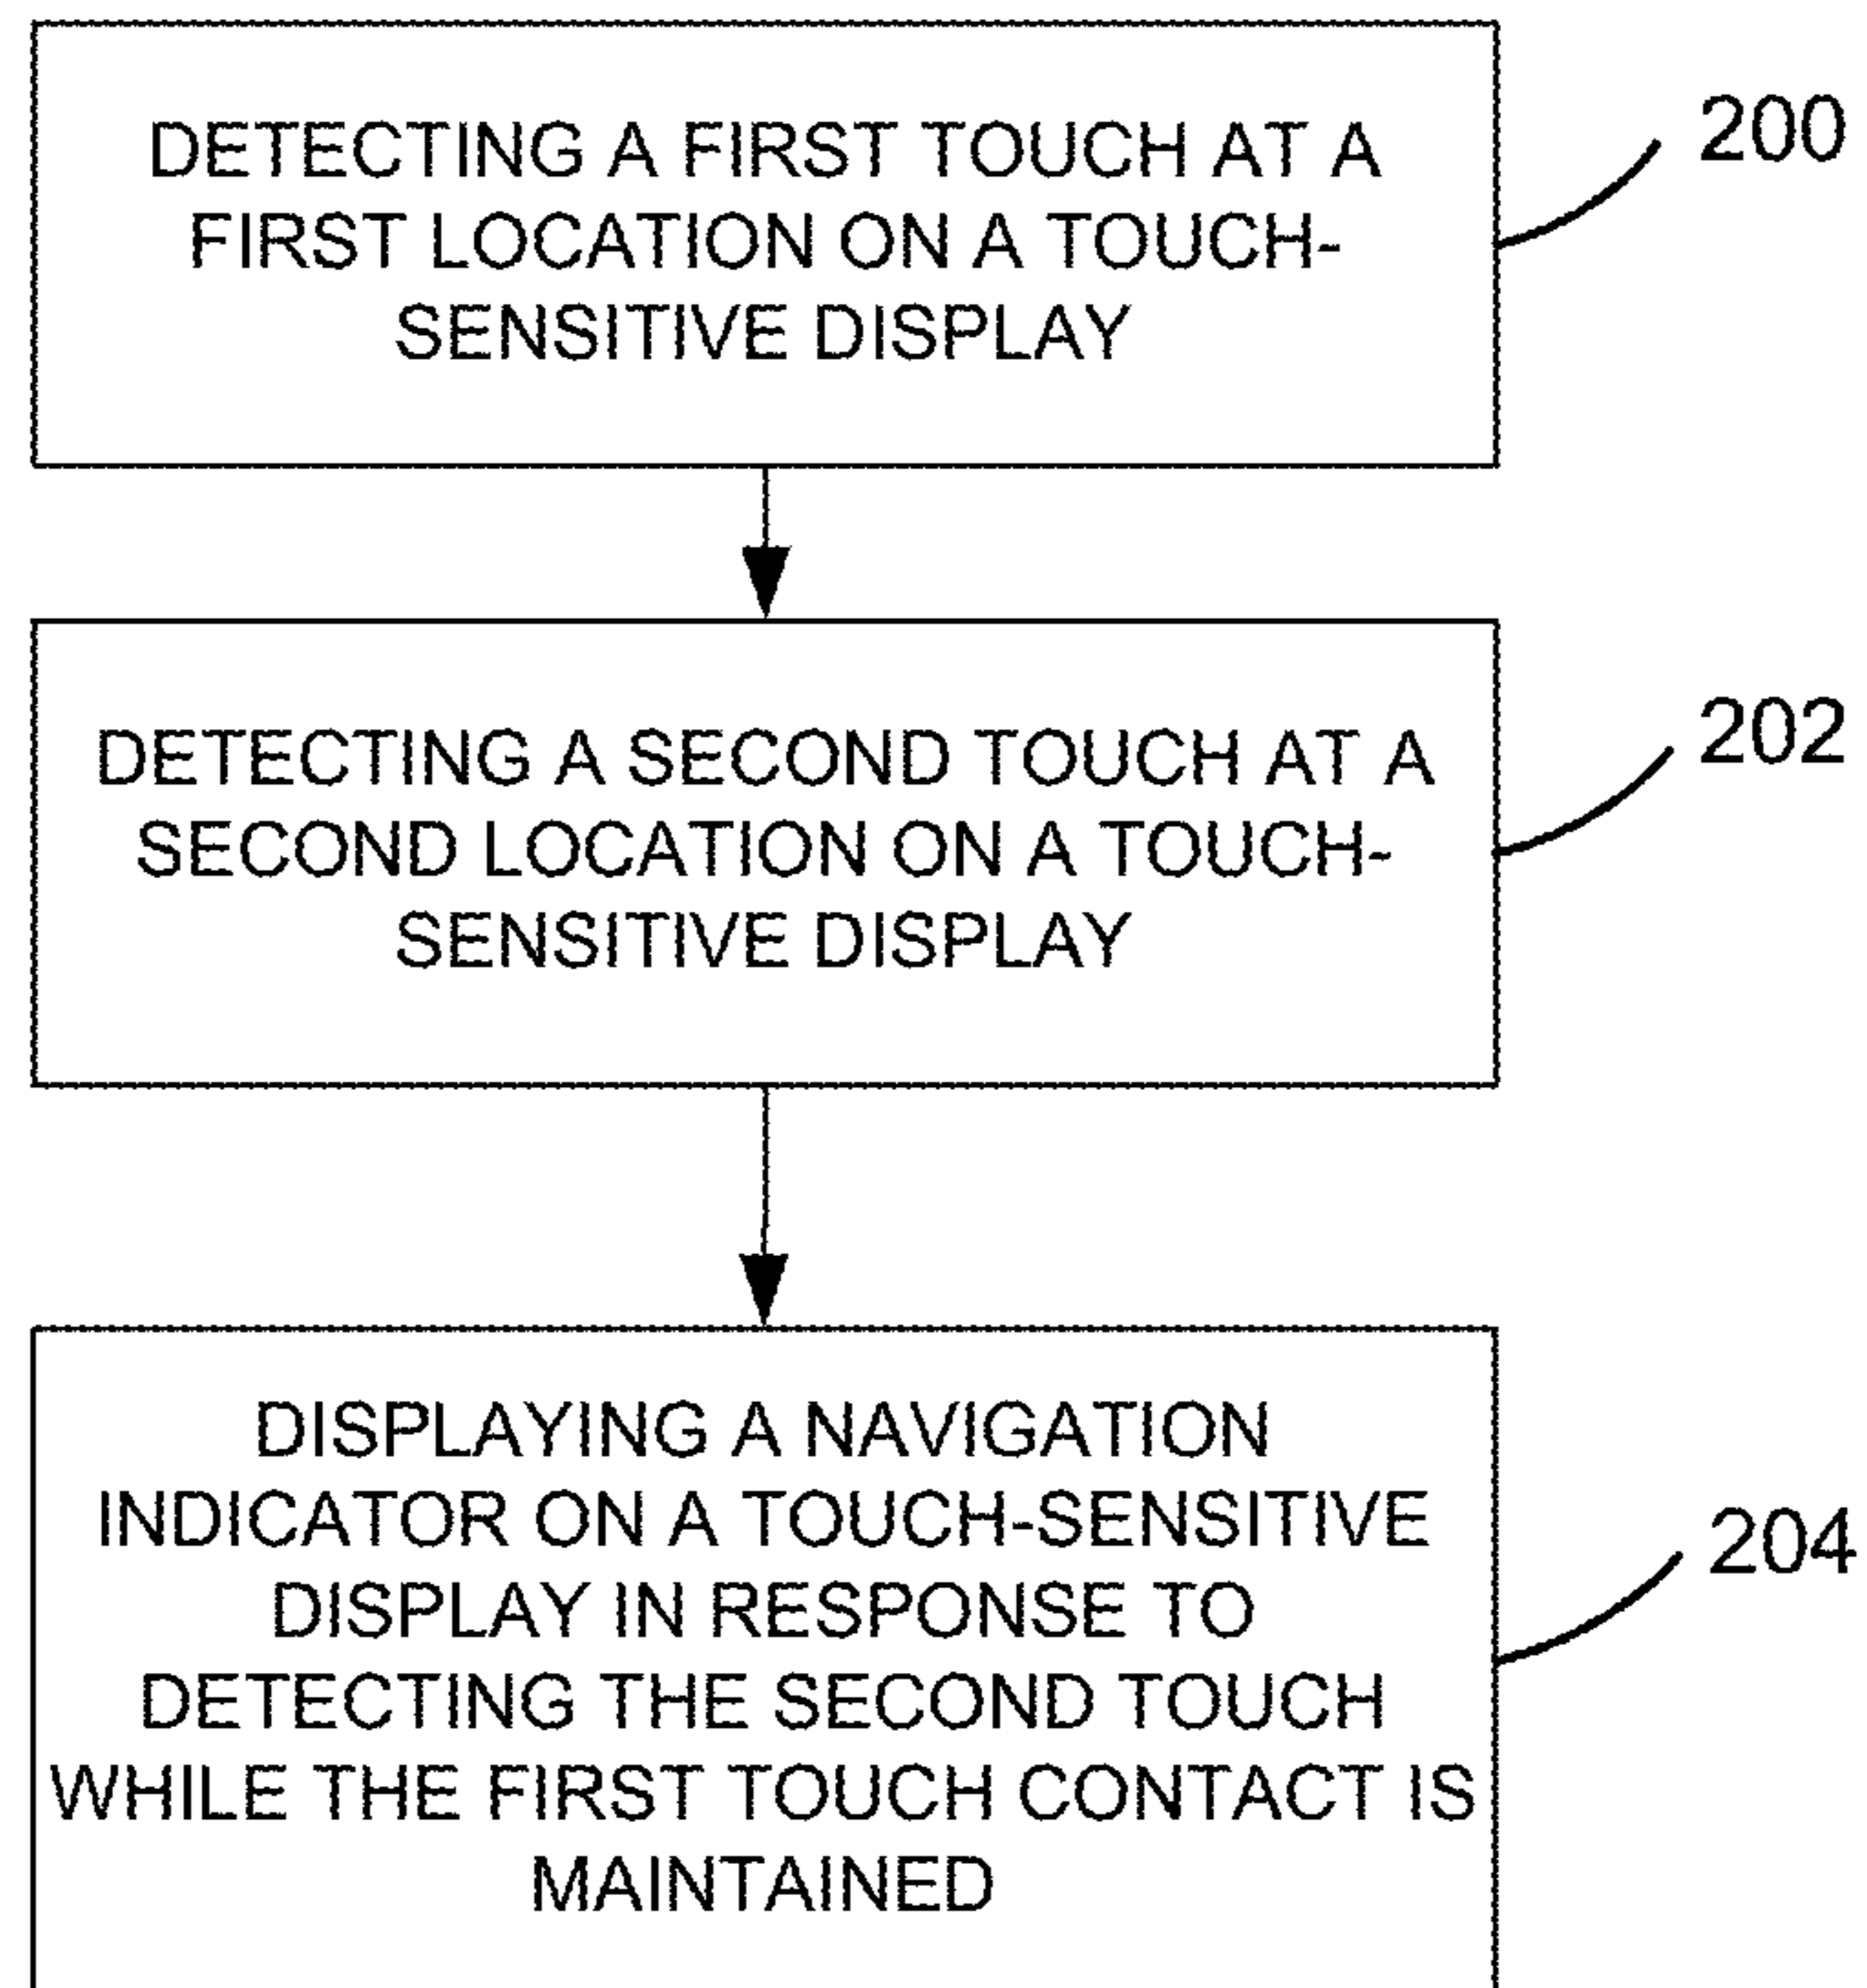 DETECTING A FIRST TOUCH AT A
FIRST LOCATION ON A TOUCH-
SENSITIVE DISPLAY
200
DETECTING A SECOND TOUCH AT A
SECOND LOCATION ON A TOUCH-
SENSITIVE DISPLAY
202
DISPLAYING A NAVIGATION
INDICATOR ON A TOUCH-SENSITIVE
DISPLAY IN RESPONSE TO
DETECTING THE SECOND TOUCH
WHILE THE FIRST TOUCH CONTACT IS
MAINTAINED
204